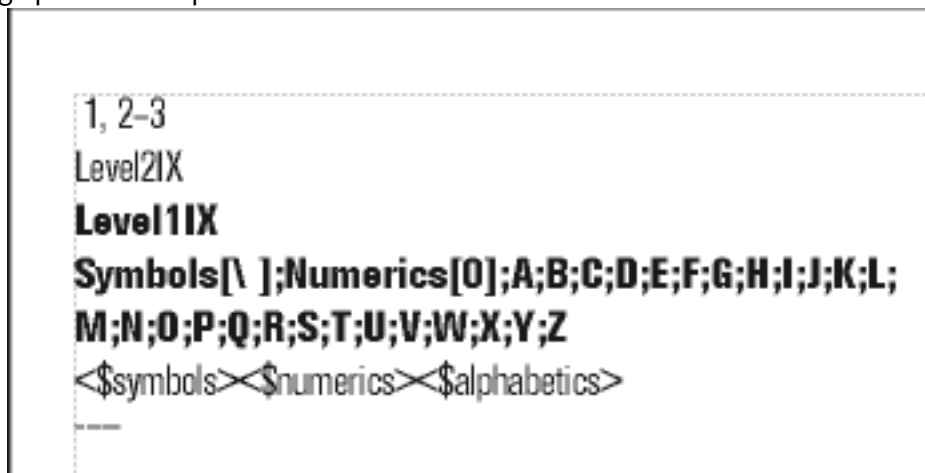 1, 2–3
Level2IX
Level1IX
Symbols[\ ];Numerics[0];A;B;C;D;E;F;G;H;I;J;K;L;
M;N;O;P;Q;R;S;T;U;V;W;X;Y;Z
<$symbols><$numerics><$alphabetics>